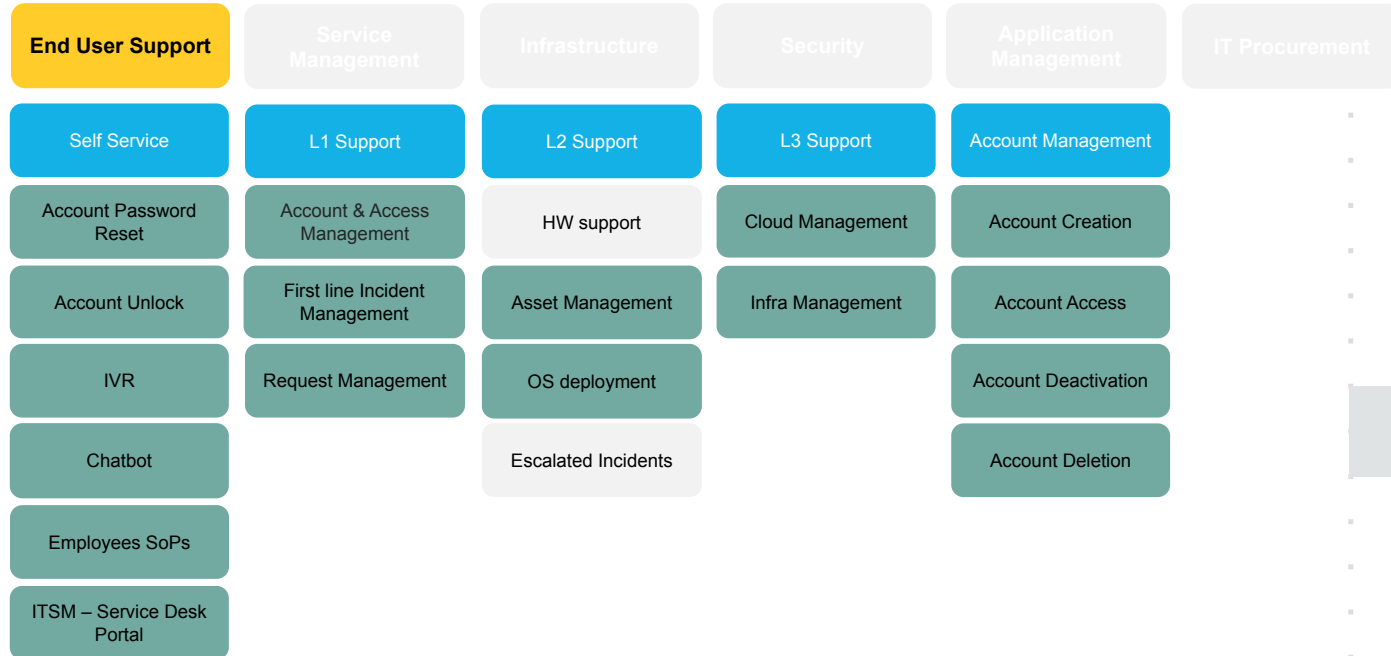 End User Support
Service
Management
Infrastructure
Security
Application
Management
IT Procurement
Self Service
L1 Support
L2 Support
L3 Support
Account Management
Account Password
Reset
Account & Access
Management
HW support
Cloud Management
Account Creation
Account Unlock
First line Incident
Management
Asset Management
Infra Management
Account Access
IVR
Request Management
OS deployment
Account Deactivation
Chatbot
Escalated Incidents
Account Deletion
Employees SoPs
ITSM – Service Desk
Portal